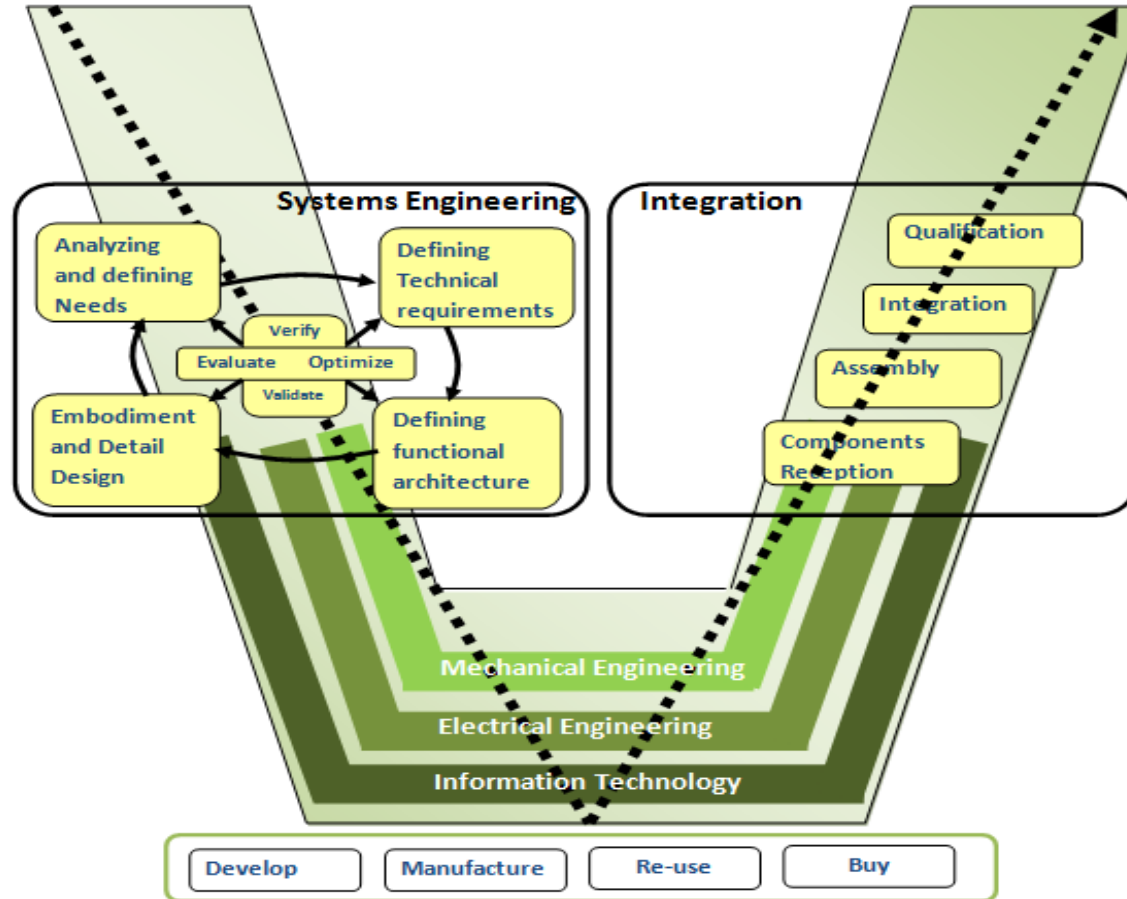 Systems Engineering
Integration
Analyzing
and defining
Needs
Defining
Technical
requirements
Verify
Evaluate Optimize
Validate
Embodiment
and Detail
Design
Defining
functional
architecture
Qualification
Integration
Assembly
Components
Reception
Mechanical Engineering
Electrical Engineering
Information Technology
Develop
Manufacture
Re-use
Buy